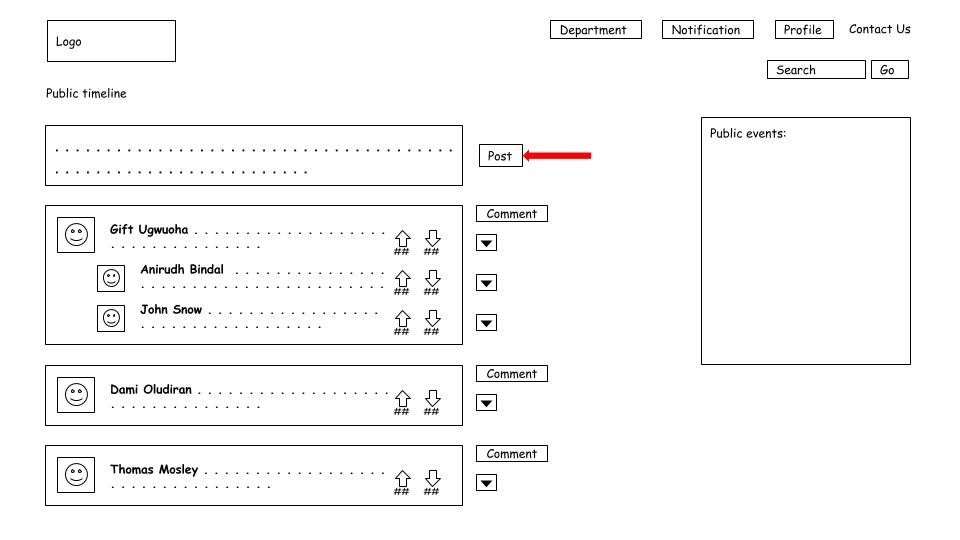 Logo
Department
Notification
Profile
Contact Us
Search
Go
Public timeline
. . . . . . . . . . . . . . . . . . . . . . . . . . . . . . . . . . . . . . . .
. . . . . . . . . . . . . . . . . . . . . . . . . .
Post
Public events:
Gift Ugwuoha . . . . . . . . . . . . . . . . . . .
. . . . . . . . . . . . . . .
## ##
Comment
Anirudh Bindal . . . . . . . . . . . . . . .
. . . . . . . . . . . . . . . . . . . . . . . .
## ##
John Snow . . . . . . . . . . . . . . . . .
. . . . . . . . . . . . . . . . . .
## ##
Dami Oludiran . . . . . . . . . . . . . . . . . . .
. . . . . . . . . . . . . . .
## ##
Comment
Thomas Mosley . . . . . . . . . . . . . . . . . .
. . . . . . . . . . . . . . . .
## ##
Comment